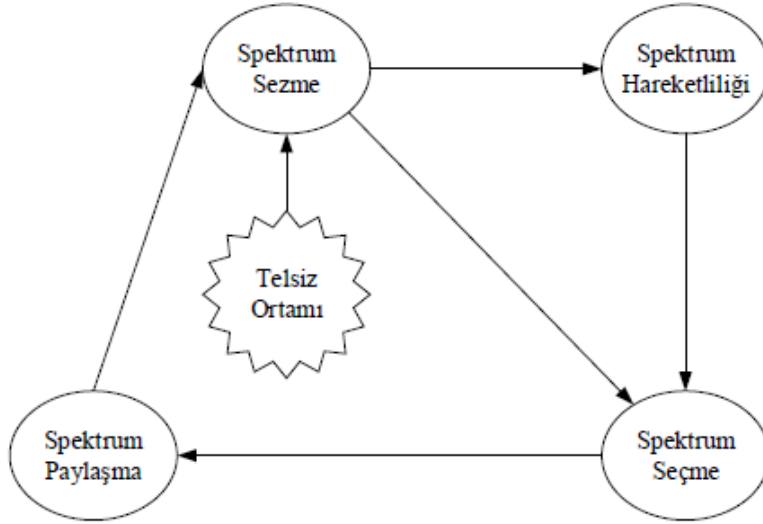 Spektrum
Sezme
Spektrum
Hareketliliği
Telsiz
Ortamı
Spektrum
Paylaşma
Spektrum
Seçme